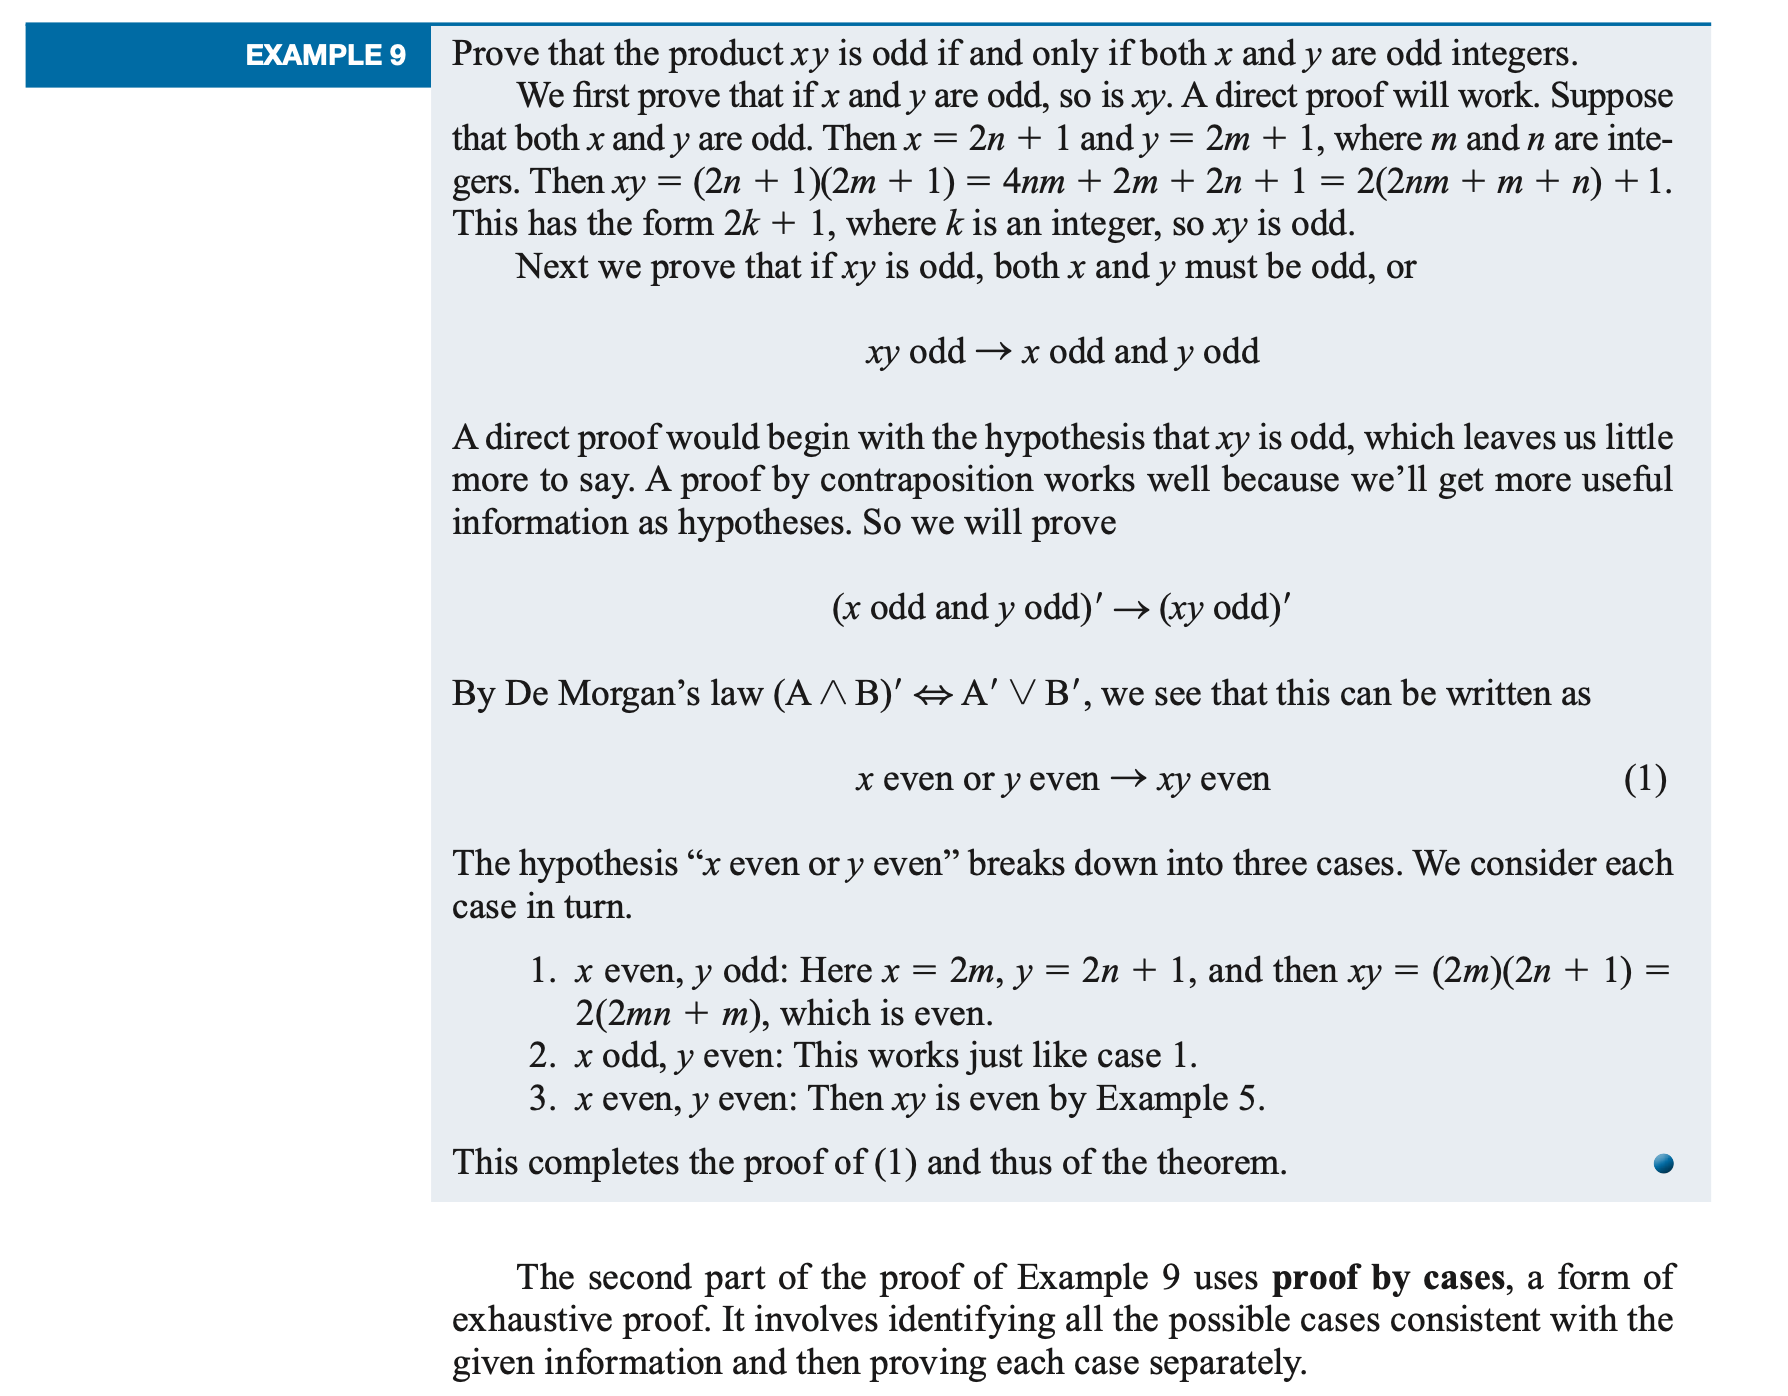 EXAMPLE 9
Prove that the product xy is odd if and only if both x and y are odd integers.
We first prove that if x and y are odd, so is xy. A direct proof will work. Suppose
that both x and y are odd. Then x = 2n + 1 and y = 2m + 1, where m and n are inte-
gers. Then xy = (2n + 1)(2m + 1) = 4nm + 2m + 2n + 1 = 2(2nm + m + n) + 1.
This has the form 2k + 1, where k is an integer, so xy is odd.
Next we prove that if xy is odd, both x and y must be odd, or
xy odd → x odd and y odd
A direct proof would begin with the hypothesis that xy is odd, which leaves us little
more to say. A proof by contraposition works well because we’ll get more useful
information as hypotheses. So we will prove
(x odd and y odd)′ → (xy odd)′
By De Morgan’s law (A ∧ B)′ ⇔ A′ ∨ B′, we see that this can be written as
x even or y even → xy even (1)
The hypothesis “x even or y even” breaks down into three cases. We consider each
case in turn.
1. x even, y odd: Here x = 2m, y = 2n + 1, and then xy = (2m)(2n + 1) =
2(2mn + m), which is even.
2. x odd, y even: This works just like case 1.
3. x even, y even: Then xy is even by Example 5.
This completes the proof of (1) and thus of the theorem.
The second part of the proof of Example 9 uses proof by cases, a form of
exhaustive proof. It involves identifying all the possible cases consistent with the
given information and then proving each case separately.